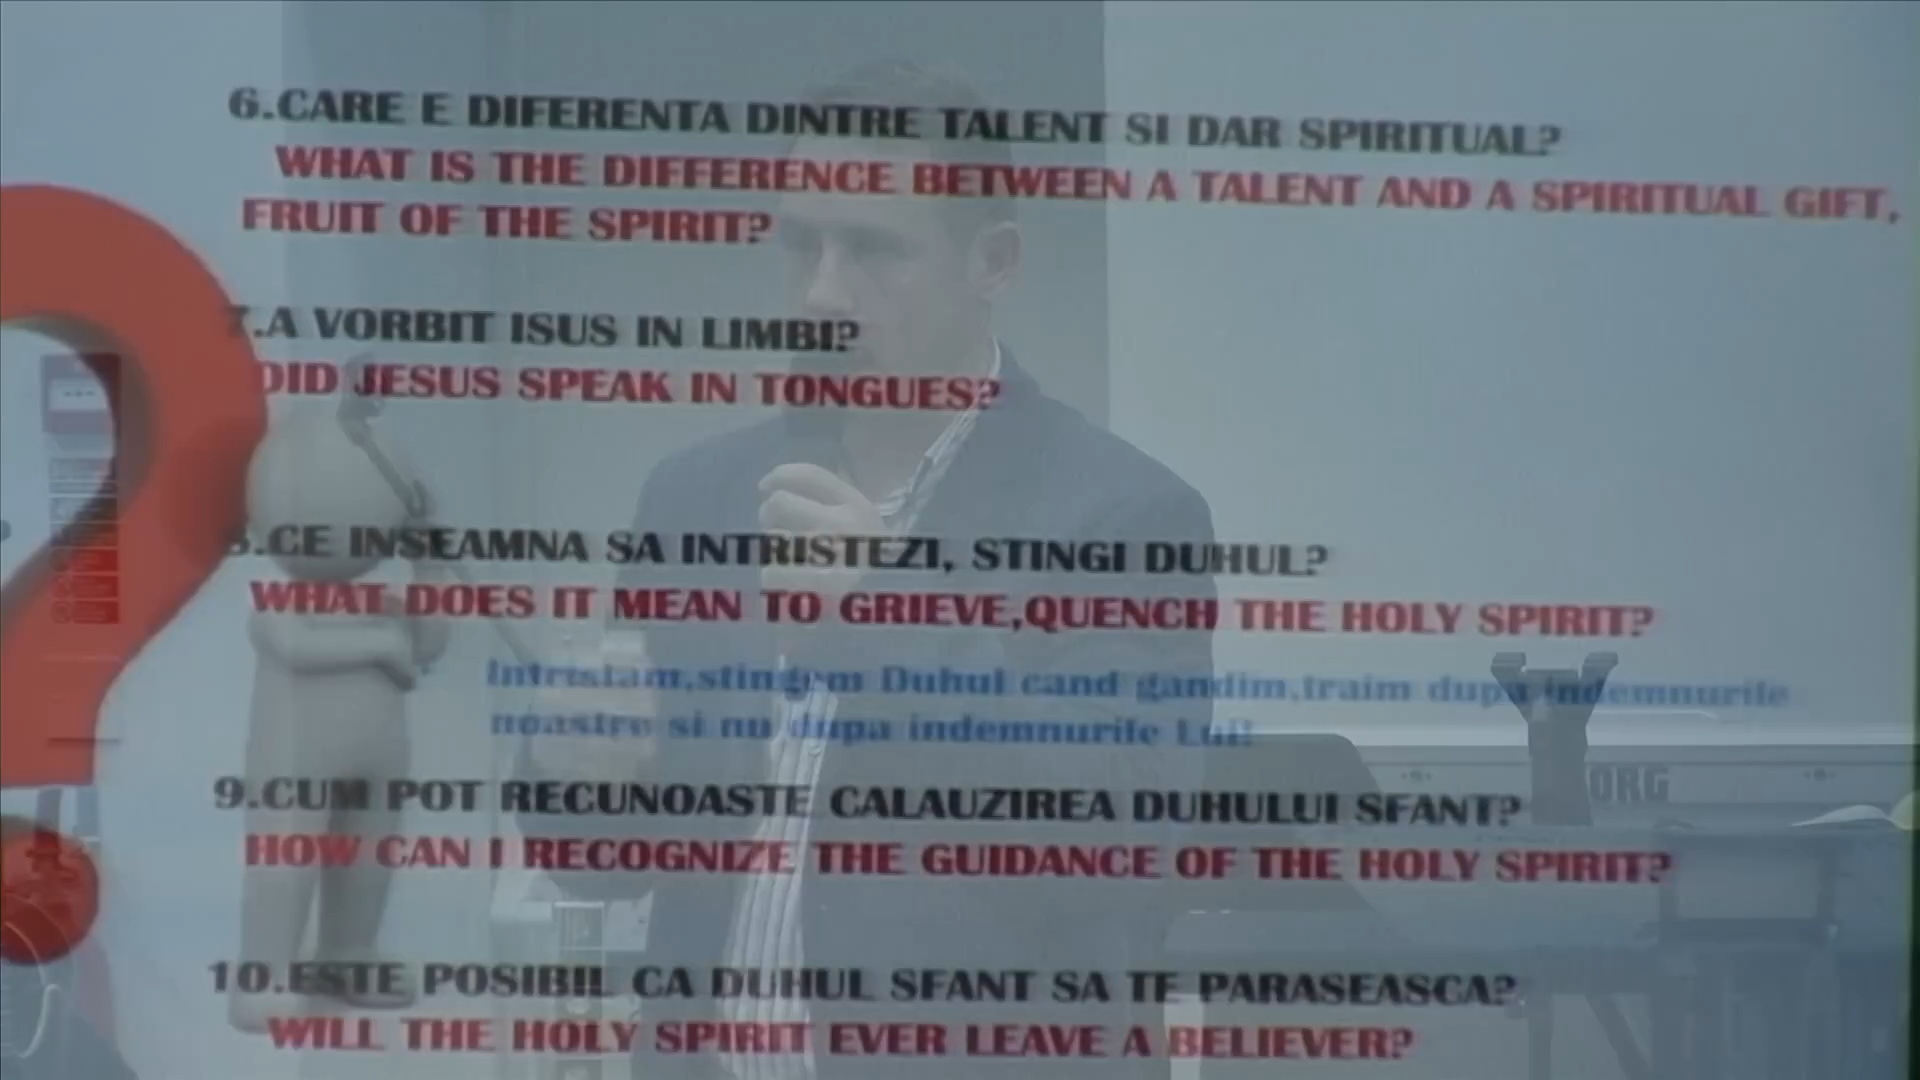 6.CARE E DIFERENTA DINTRE TALENT SI DAR SPIRITUAL?
WHAT IS THE DIFFERENCE BETWEEN A TALENT AND A SPIRITUAL GIFT,
FRUIT OF THE SPIRIT?
7.A VORBIT ISUS IN LIMBI?
DID JESUS SPEAK IN TONGUES?
8.CE INSEAMNA SA INTRISTEZI, STINGI DUHUL?
WHAT DOES IT MEAN TO GRIEVE,QUENCH THE HOLY SPIRIT?
Intristam,stingem Duhul cand gandim,traim dupa indemnurile
noastre si nu dupa indemnurile Lui!
9.CUM POT RECUNOASTE CALAUZIREA DUHULUI SFANT?
ORG
HOW CAN I RECOGNIZE THE GUIDANCE OF THE HOLY SPIRIT?
10.ESTE POSIBIL CA DUHUL SFANT SA TE PARASEASCA?
WILL THE HOLY SPIRIT EVER LEAVE A BELIEVER?